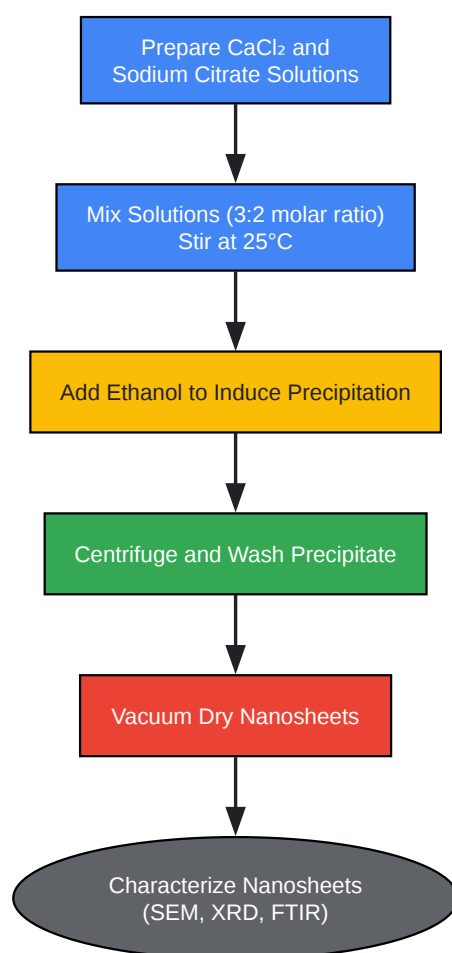 Prepare CaCl₂ and
Sodium Citrate Solutions
Mix Solutions (3:2 molar ratio)
Stir at 25°C
Add Ethanol to Induce Precipitation
Centrifuge and Wash Precipitate
Vacuum Dry Nanosheets
Characterize Nanosheets
(SEM, XRD, FTIR)